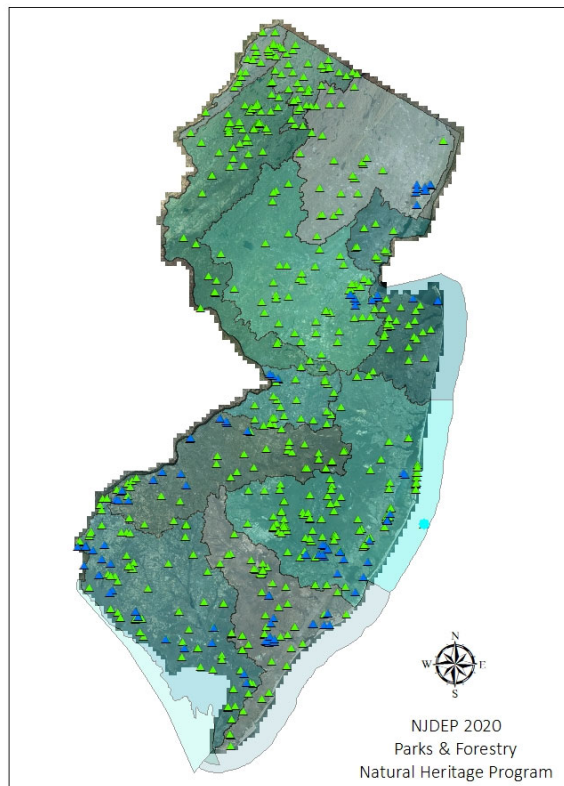 N
W E
S
NJDEP 2020
Parks & Forestry
Natural Heritage Program